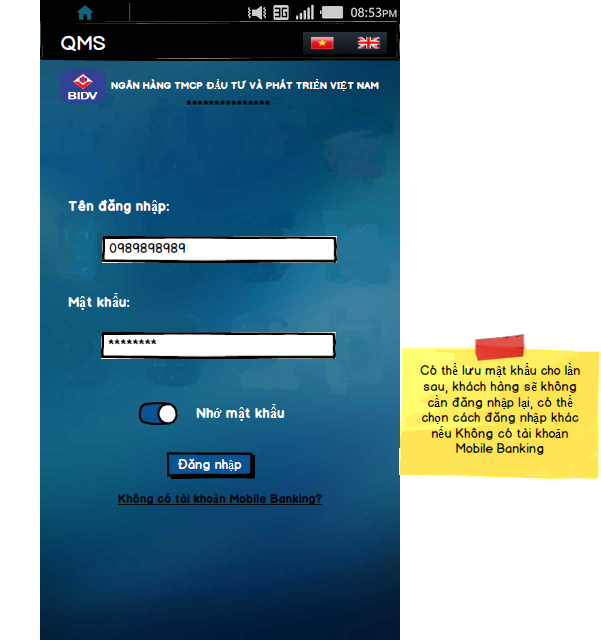 3G 08:53PM
QMS
BIDV
NGÂN HÀNG TMCP ĐẦU TƯ VÀ PHÁT TRIỂN VIỆT NAM
****************
Tên đăng nhập:
0989898989
Mật khẩu:
********
Nhớ mật khẩu
Đăng nhập
Không có tài khoản Mobile Banking?
Có thể lưu mật khẩu cho lần
sau, khách hàng sẽ không
cần đăng nhập lại, có thể
chọn cách đăng nhập khác
nếu Không có tài khoản
Mobile Banking